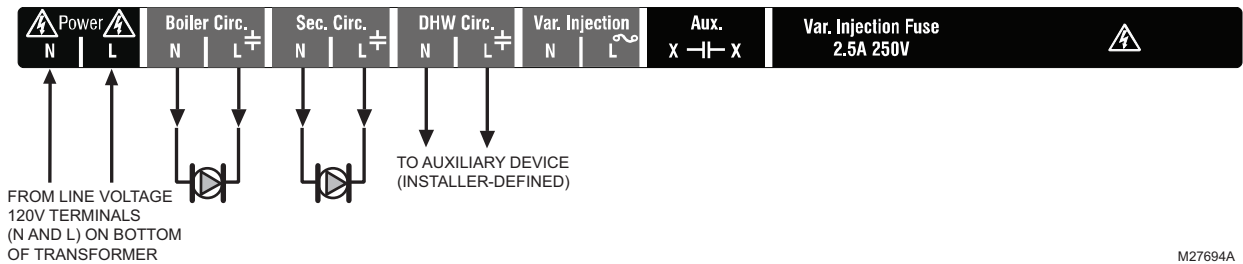 Power
N L
Boiler Circ.
N L
Sec. Circ.
N L
DHW Circ.
N L
Var. Injection
N L
Aux.
X X
Var. Injection Fuse
2.5A 250V
FROM LINE VOLTAGE
120V TERMINALS
(N AND L) ON BOTTOM
OF TRANSFORMER
TO AUXILIARY DEVICE
(INSTALLER-DEFINED)
M27694A